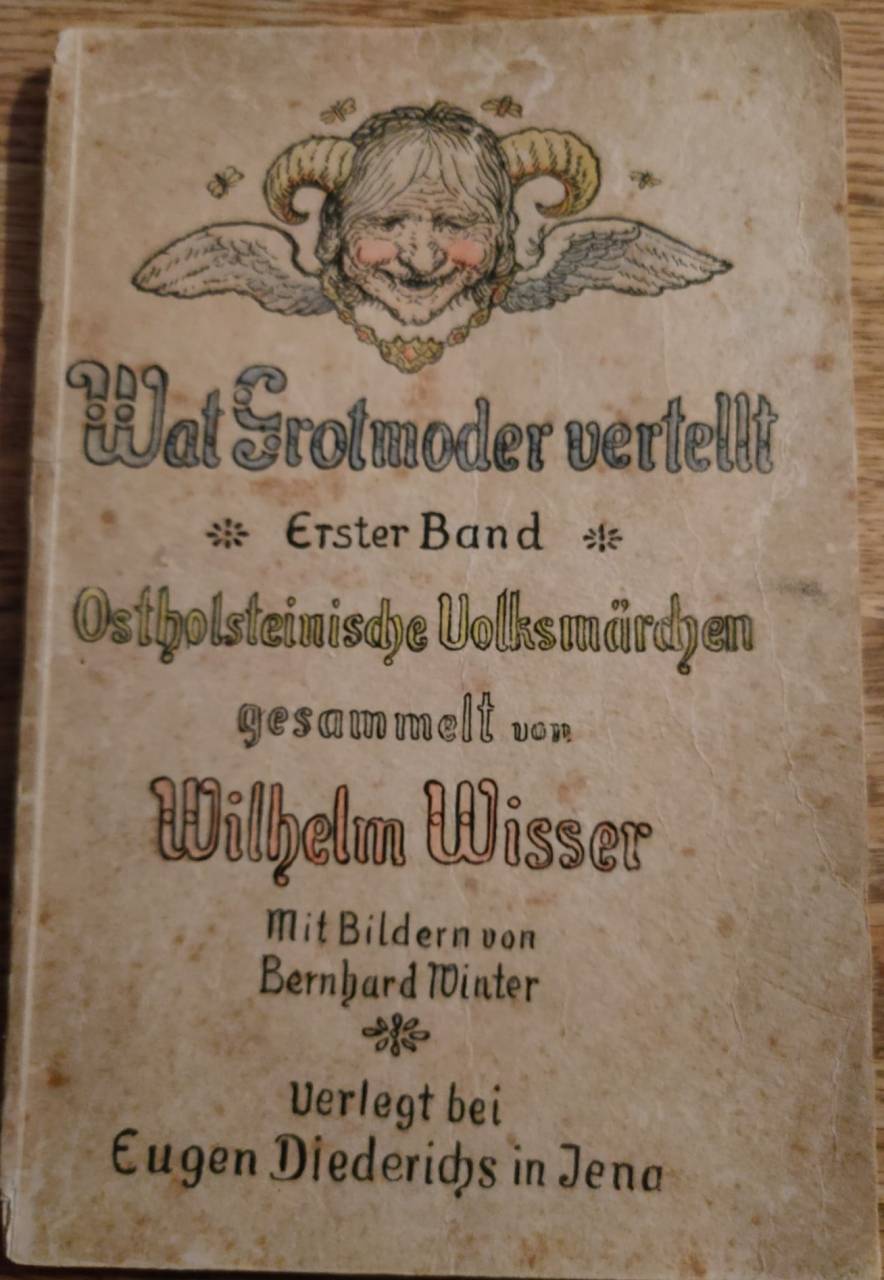 Wat Grotmoder vertellt
Erster Band
Ostholsteinische Volksmärchen
gesammelt von
Wilhelm Wisser
Mit Bildern von
Bernhard Winter
Verlegt bei
Eugen Diederichs in Jena